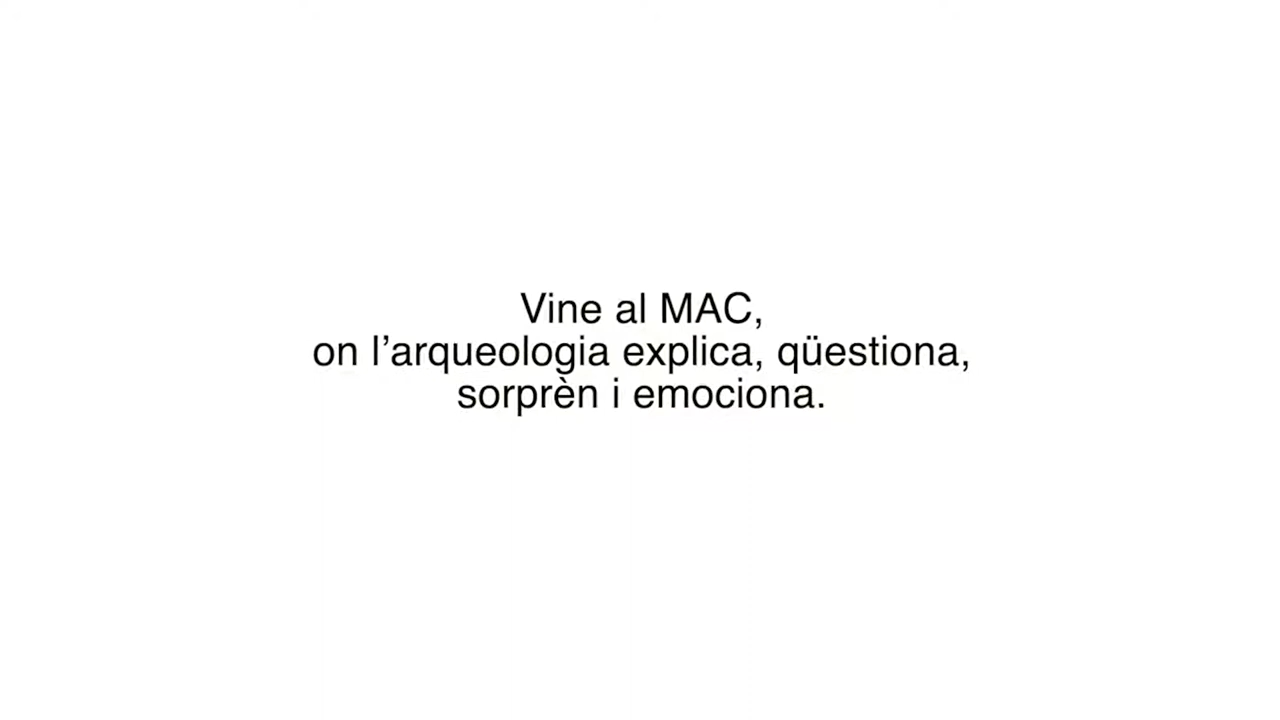 Vine al MAC,
on l’arqueologia explica, qüestiona,
sorprèn i emociona.